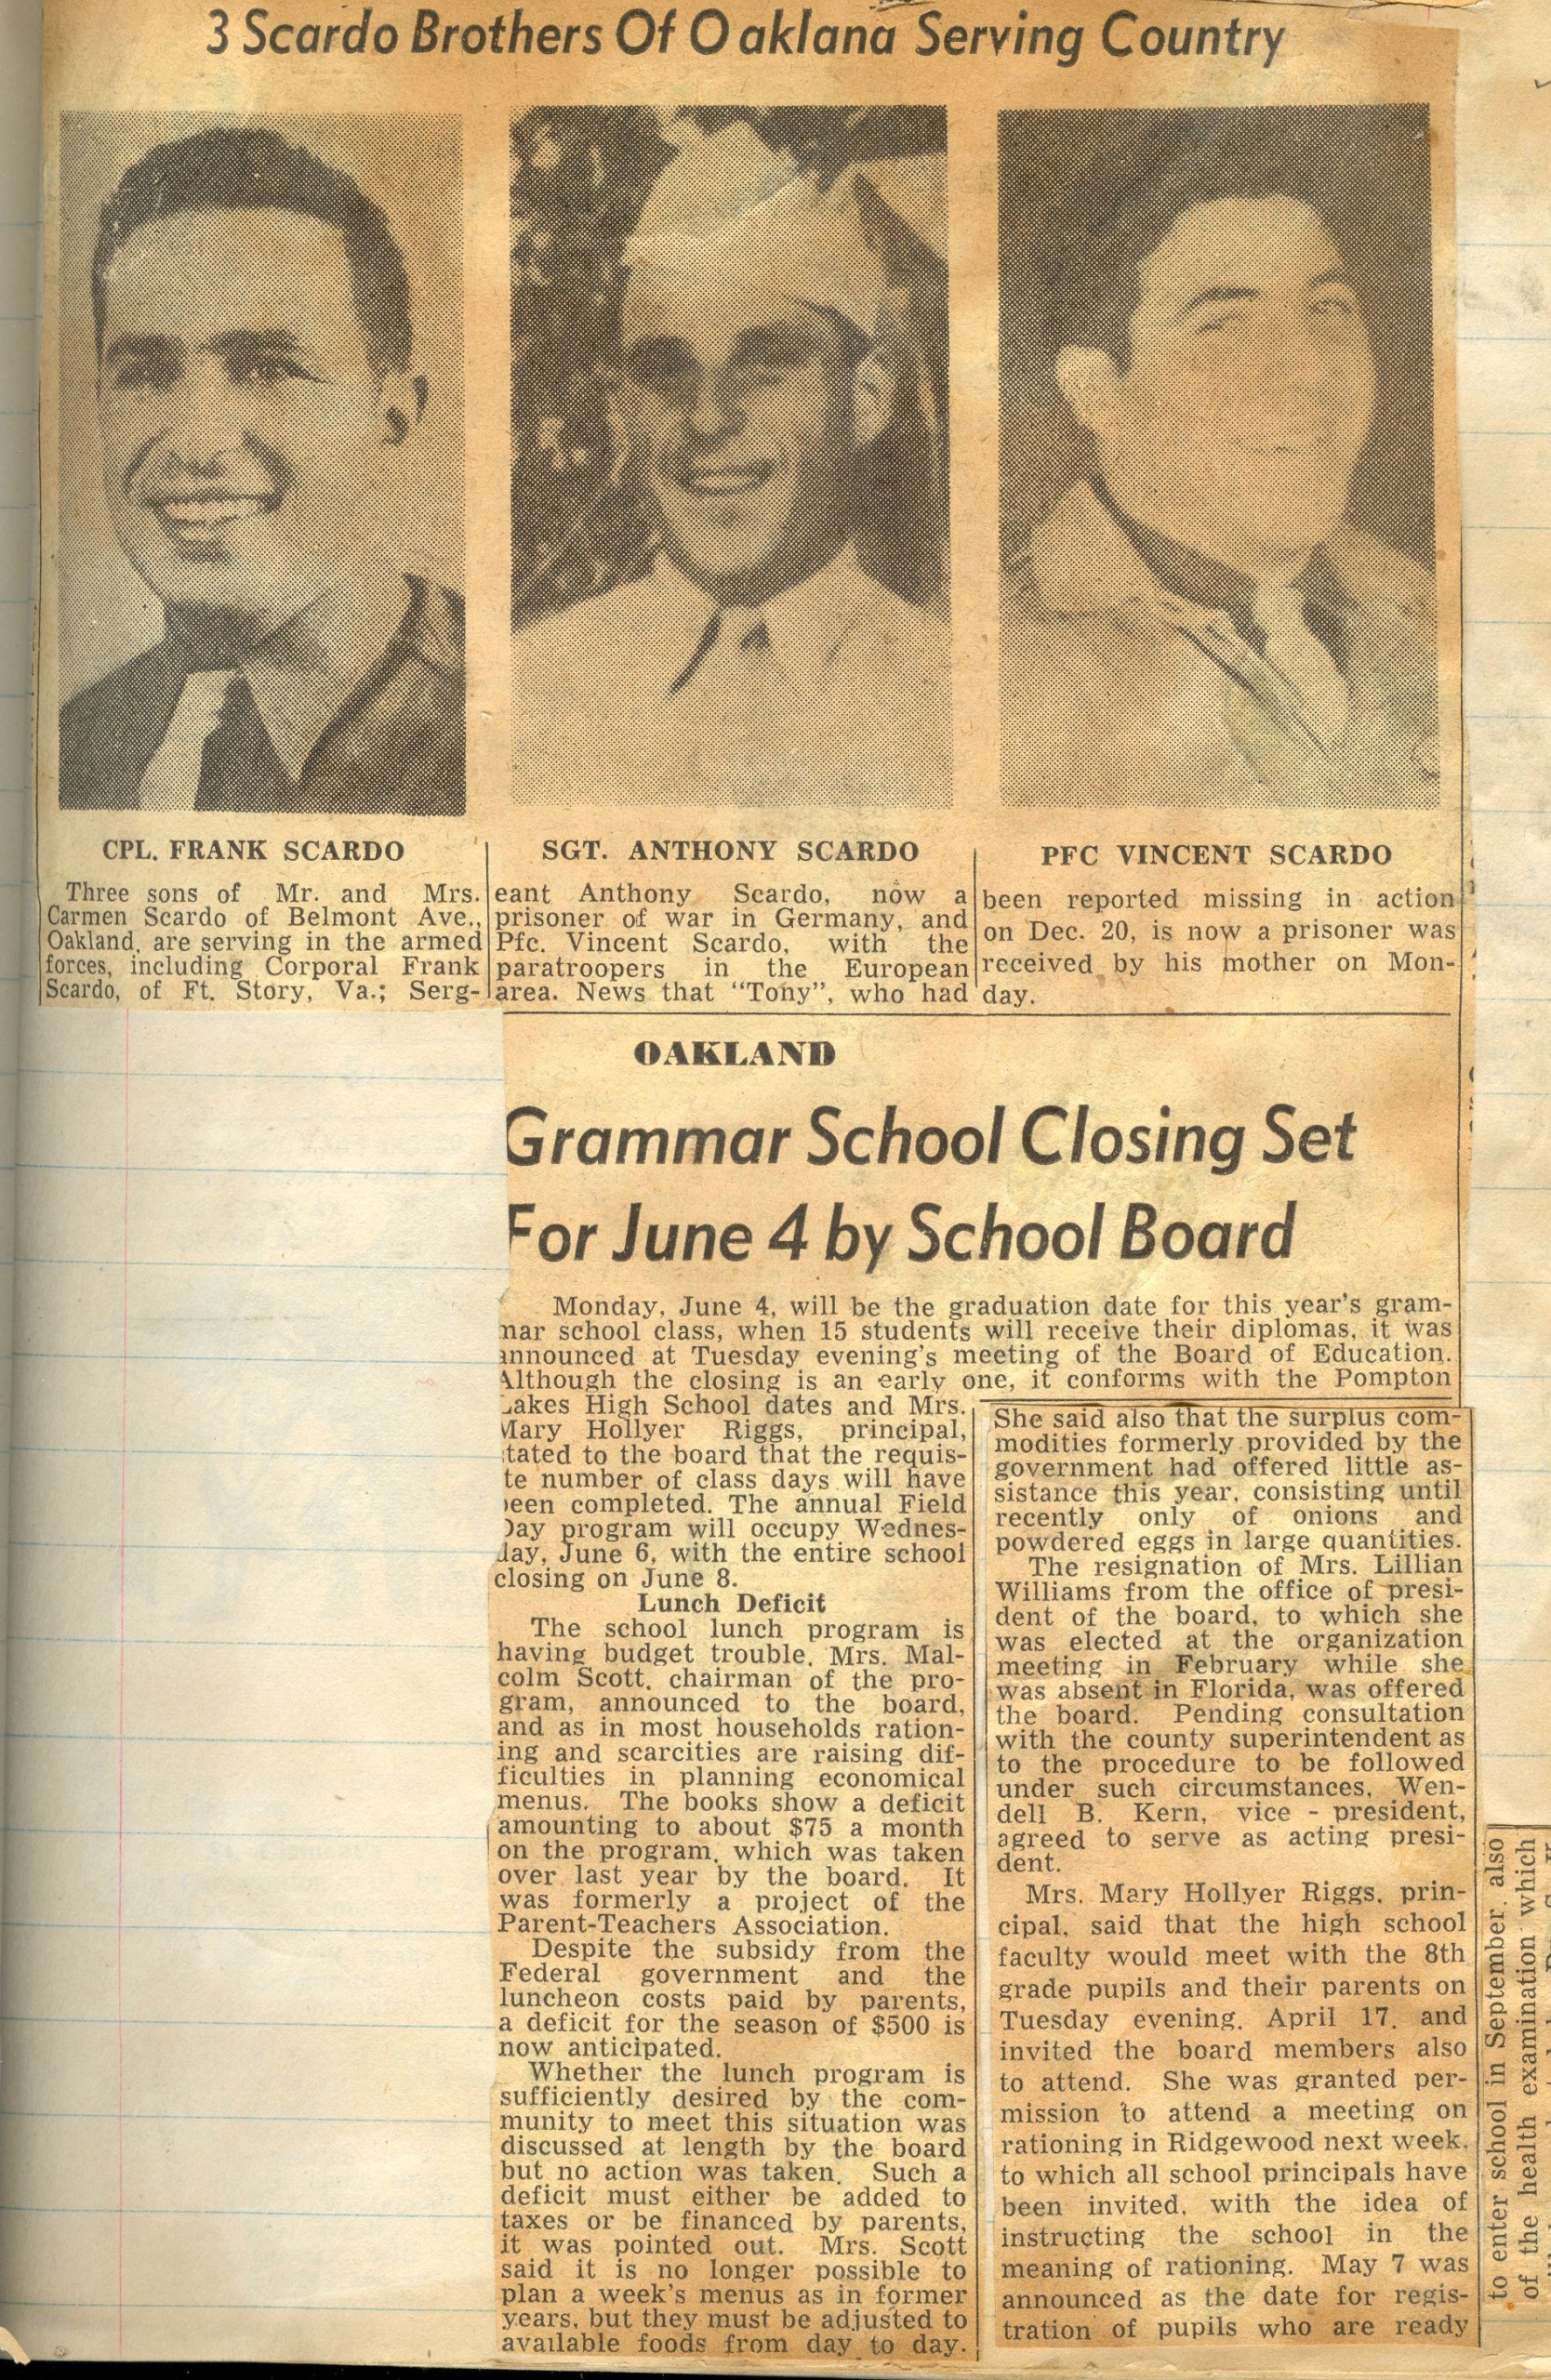 3 Scardo Brothers Of Oakland Serving Country
CPL. FRANK SCARDO
SGT. ANTHONY SCARDO
PFC VINCENT SCARDO
Three sons of Mr. and Mrs.
Carmen Scardo of Belmont Ave.,
Oakland, are serving in the armed
forces, including Corporal Frank
Scardo, of Ft. Story, Va.; Serg-
eant Anthony Scardo, now a
prisoner of war in Germany, and
Pfc. Vincent Scardo, with the
paratroopers in the European
area. News that "Tony", who had
been reported missing in action
on Dec. 20, is now a prisoner was
received by his mother on Mon-
day.
OAKLAND
Grammar School Closing Set
For June 4 by School Board
Monday, June 4, will be the graduation date for this year's gram-
mar school class, when 15 students will receive their diplomas, it was
announced at Tuesday evening's meeting of the Board of Education.
Although the closing is an early one, it conforms with the Pompton
Lakes High School dates and Mrs.
Mary Hollyer Riggs, principal,
stated to the board that the requis-
te number of class days will have
been completed. The annual Field
Day program will occupy Wednes-
day, June 6, with the entire school
closing on June 8.
Lunch Deficit
The school lunch program is
having budget trouble, Mrs. Mal-
colm Scott, chairman of the pro-
gram, announced to the board,
and as in most households ration-
ing and scarcities are raising dif-
ficulties in planning economical
menus. The books show a deficit
amounting to about $75 a month
on the program, which was taken
over last year by the board. It
was formerly a project of the
Parent-Teachers Association.
Despite the subsidy from the
Federal government and the
luncheon costs paid by parents,
a deficit for the season of $500 is
now anticipated.
Whether the lunch program is
sufficiently desired by the com-
munity to meet this situation was
discussed at length by the board
but no action was taken. Such a
deficit must either be added to
taxes or be financed by parents,
it was pointed out. Mrs. Scott
said it is no longer possible to
plan a week's menus as in former
years, but they must be adjusted to
available foods from day to day.
She said also that the surplus com-
modities formerly provided by the
government had offered little as-
sistance this year, consisting until
recently only of onions and
powdered eggs in large quantities.
The resignation of Mrs. Lillian
Williams from the office of presi-
dent of the board, to which she
was elected at the organization
meeting in February while she
was absent in Florida, was offered
the board. Pending consultation
with the county superintendent as
to the procedure to be followed
under such circumstances, Wen-
dell B. Kern, vice - president,
agreed to serve as acting presi-
dent.
Mrs. Mary Hollyer Riggs, prin-
cipal, said that the high school
faculty would meet with the 8th
grade pupils and their parents on
Tuesday evening, April 17, and
invited the board members also
to attend. She was granted per-
mission to attend a meeting on
rationing in Ridgewood next week,
to which all school principals have
been invited, with the idea of
instructing the school in the
meaning of rationing. May 7 was
announced as the date for regis-
tration of pupils who are ready
to enter school in September, also
of the health examination which